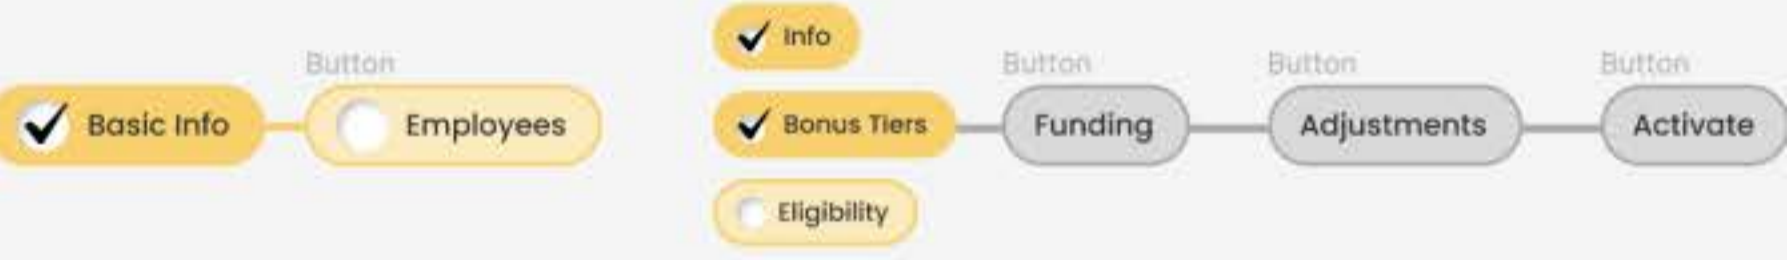 Button
Basic Info
Employees
Info
Bonus Tiers
Eligibility
Button
Funding
Button
Adjustments
Button
Activate